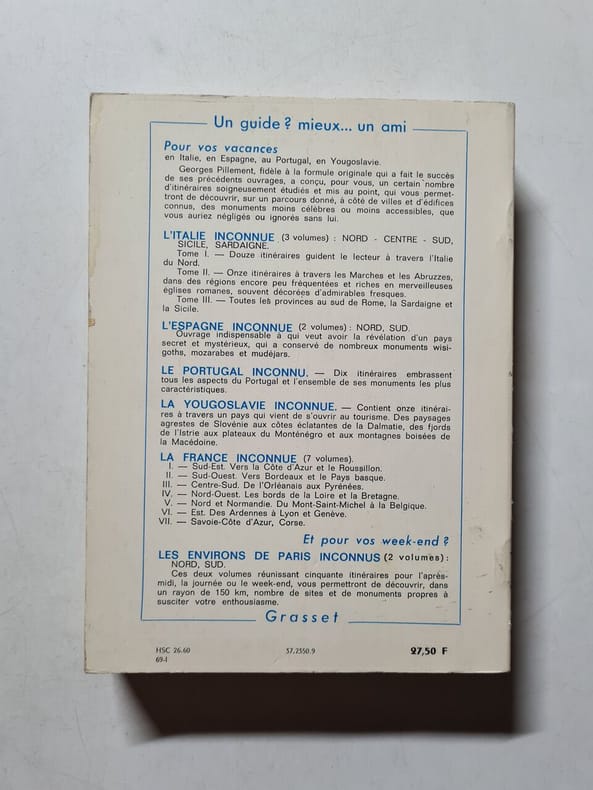 Un guide? mieux... un ami
Pour vos vacances
en Italie, en Espagne, au Portugal, en Yougoslavie.
Georges Pillement, fidèle à la formule originale qui a fait le succès
de ses précédents ouvrages, a conçu, pour vous, un certain nombre
d'itinéraires soigneusement étudiés et mis au point, qui vous permet-
tront de découvrir, sur un parcours donné, à côté de villes et d'édifices
connus, des monuments moins célèbres ou moins accessibles, que
vous auriez négligés ou ignorés sans lui.
L'ITALIE INCONNUE (3 volumes) : NORD - CENTRE - SUD,
SICILE, SARDAIGNE.
Tome I. — Douze itinéraires guident le lecteur à travers l'Italie
du Nord.
Tome II. — Onze itinéraires à travers les Marches et les Abruzzes,
dans des régions encore peu fréquentées et riches en merveilleuses
églises romanes, souvent décorées d'admirables fresques.
Tome III. — Toutes les provinces au sud de Rome, la Sardaigne et
la Sicile.
L'ESPAGNE INCONNUE (2 volumes) : NORD, SUD.
Ouvrage indispensable à qui veut avoir la révélation d'un pays
secret et mystérieux, qui a conservé de nombreux monuments wisi-
goths, mozarabes et mudéjars.
LE PORTUGAL INCONNU. — Dix itinéraires embrassent
tous les aspects du Portugal et l'ensemble de ses monuments les plus
caractéristiques.
LA YOUGOSLAVIE INCONNUE. — Contient onze itinérai-
res à travers un pays qui vient de s'ouvrir au tourisme. Des paysages
agrestes de Slovénie aux côtes éclatantes de la Dalmatie, des fjords
de l'Istrie aux plateaux du Monténégro et aux montagnes boisées de
la Macédoine.
LA FRANCE INCONNUE (7 volumes).
I. — Sud-Est. Vers la Côte d'Azur et le Roussillon.
II. — Sud-Ouest. Vers Bordeaux et le Pays basque.
III. — Centre-Sud. De l'Orléanais aux Pyrénées.
IV. — Nord-Ouest. Les bords de la Loire et la Bretagne.
V. — Nord et Normandie. Du Mont-Saint-Michel à la Belgique.
VI. — Est. Des Ardennes à Lyon et Genève.
VII. — Savoie-Côte d'Azur, Corse.
Et pour vos week-end ?
LES ENVIRONS DE PARIS INCONNUS (2 volumes) :
NORD, SUD.
Ces deux volumes réunissant cinquante itinéraires pour l'après-
midi, la journée ou le week-end, vous permettront de découvrir, dans
un rayon de 150 km, nombre de sites et de monuments propres à
susciter votre enthousiasme.
Grasset
HSC 26.60 57.2550.9 27,50 F
69-I